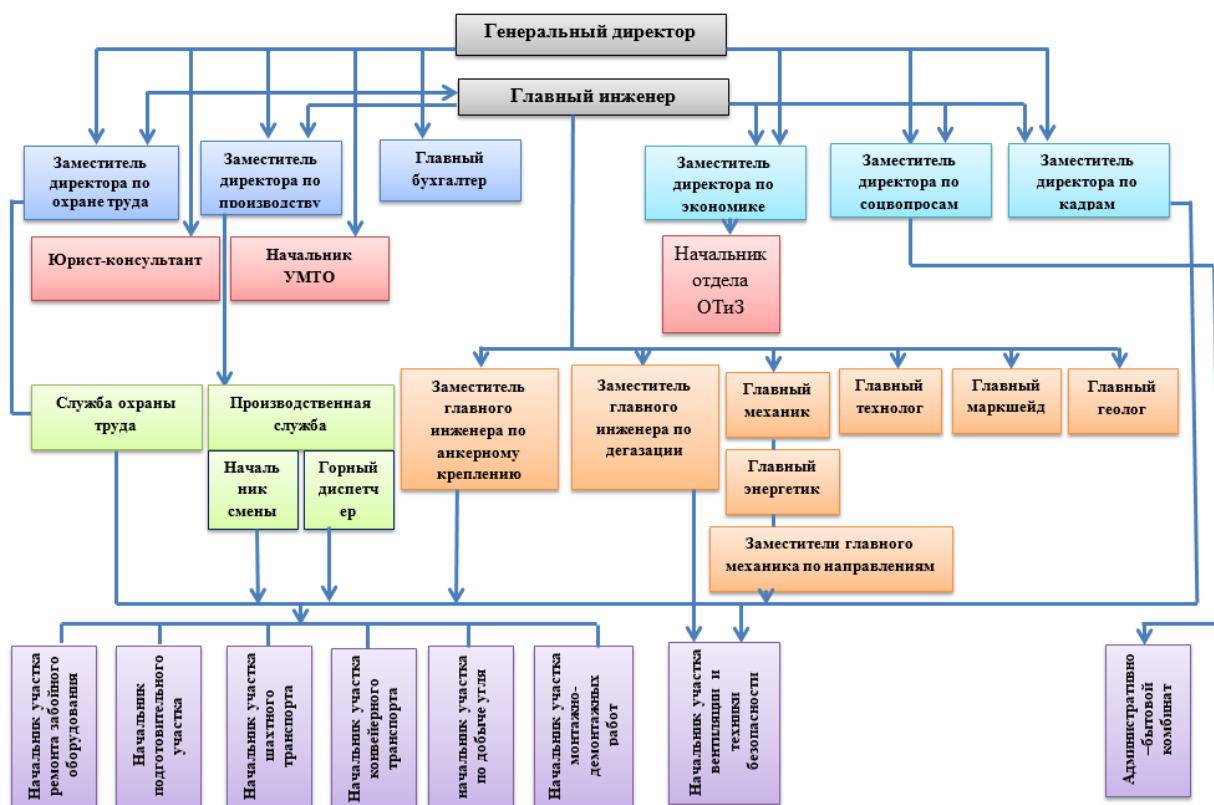 Генеральный директор
Главный инженер
Заместитель
директора по
охране труда
Заместитель
директора по
производству
Главный
бухгалтер
Заместитель
директора по
экономике
Заместитель
директора по
соцвопросам
Заместитель
директора по
кадрам
Юрист-консультант
Начальник
УМТО
Начальник
отдела
ОТиЗ
Служба охраны
труда
Производственная
служба
Началь
ник
смены
Горный
диспетч
ер
Заместитель
главного
инженера по
анкерному
креплению
Заместитель
главного
инженера по
дегазации
Главный
механик
Главный
технолог
Главный
маркшейд
Главный
геолог
Главный
энергетик
Заместители главного
механика по направлениям
Начальник участка
ремонта забойного
оборудования
Начальник
подготовительного
участка
Начальник участка
шахтного
транспорта
Начальник участка
конвейерного
транспорта
начальник участка
по добыче угля
Начальник участка
монтажно-
демонтажных
работ
Начальник участка
вентиляции и
техники
безопасности
Административно
–бытовой
комбинат